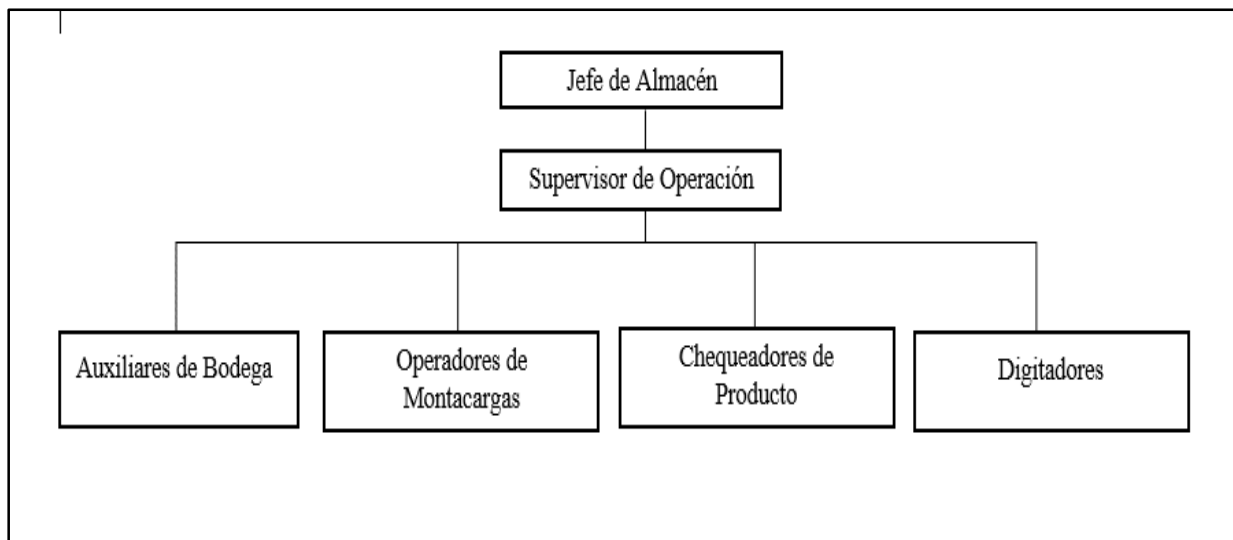 Jefe de Almacén
Supervisor de Operación
Auxiliares de Bodega
Operadores de
Montacargas
Chequeadores de
Producto
Digitadores